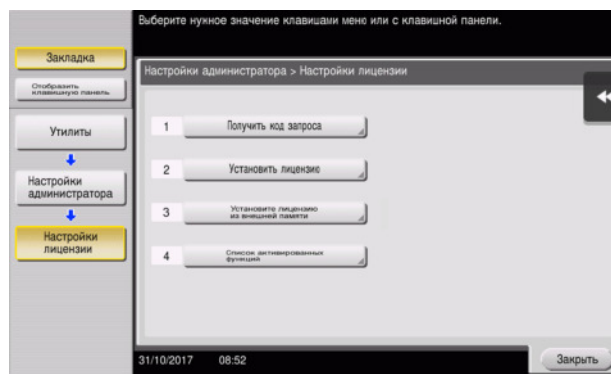 Выберите нужное значение клавишами меню или с клавишной панели.
Закладка
Отобразить
клавишную панель
Настройки администратора > Настройки лицензии
Утилиты
1 Получить код запроса
2 Установить лицензию
Настройки
администратора
3 Установите лицензию
из внешней памяти
Настройки
лицензии
4 Список активированных
функций
31/10/2017 08:52
Закрыть